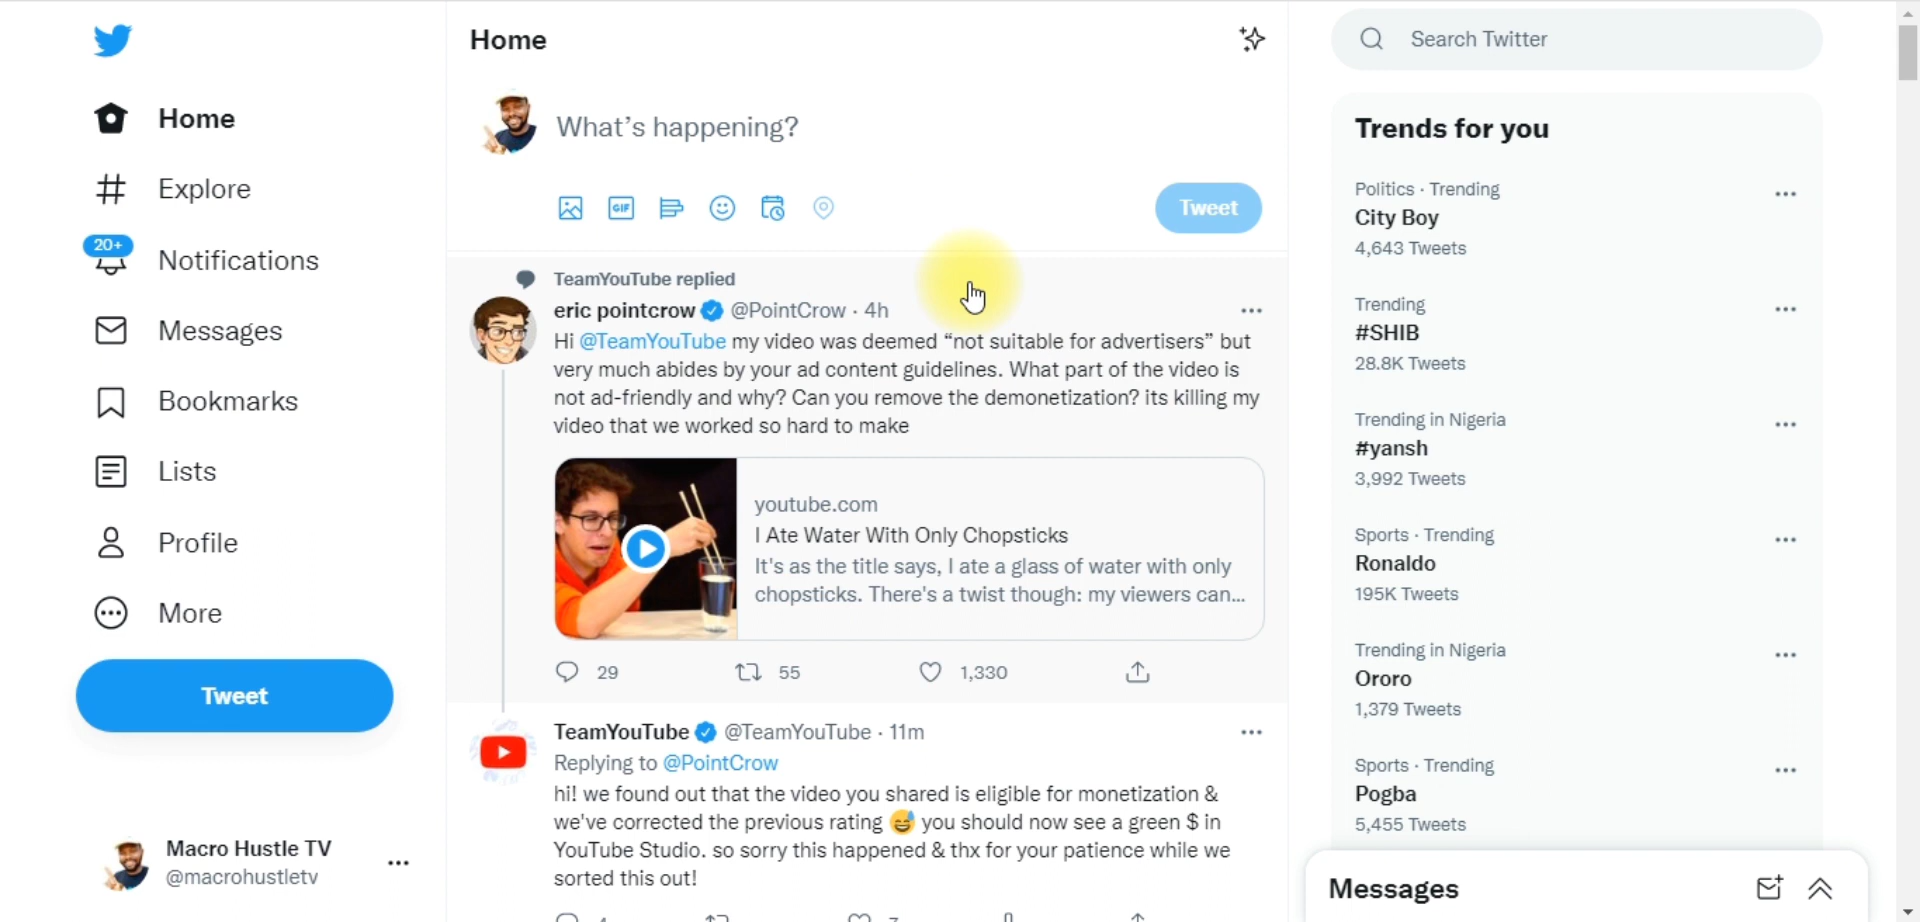 Home
Explore
20+
Notifications
Messages
Bookmarks
Lists
Profile
More
Tweet
Macro Hustle TV
@macrohustletv
Home
What's happening?
GIF
Tweet
TeamYouTube replied
eric pointcrow @PointCrow · 4h
Hi @TeamYouTube my video was deemed “not suitable for advertisers” but
very much abides by your ad content guidelines. What part of the video is
not ad-friendly and why? Can you remove the demonetization? its killing my
video that we worked so hard to make
youtube.com
I Ate Water With Only Chopsticks
It's as the title says, I ate a glass of water with only
chopsticks. There's a twist though: my viewers can...
29 55 1,330
TeamYouTube @TeamYouTube · 11m
Replying to @PointCrow
hi! we found out that the video you shared is eligible for monetization &
we've corrected the previous rating 😅 you should now see a green $ in
YouTube Studio. so sorry this happened & thx for your patience while we
sorted this out!
Search Twitter
Trends for you
Politics · Trending
City Boy
4,643 Tweets
Trending
#SHIB
28.8K Tweets
Trending in Nigeria
#yansh
3,992 Tweets
Sports · Trending
Ronaldo
195K Tweets
Trending in Nigeria
Ororo
1,379 Tweets
Sports · Trending
Pogba
5,455 Tweets
Messages